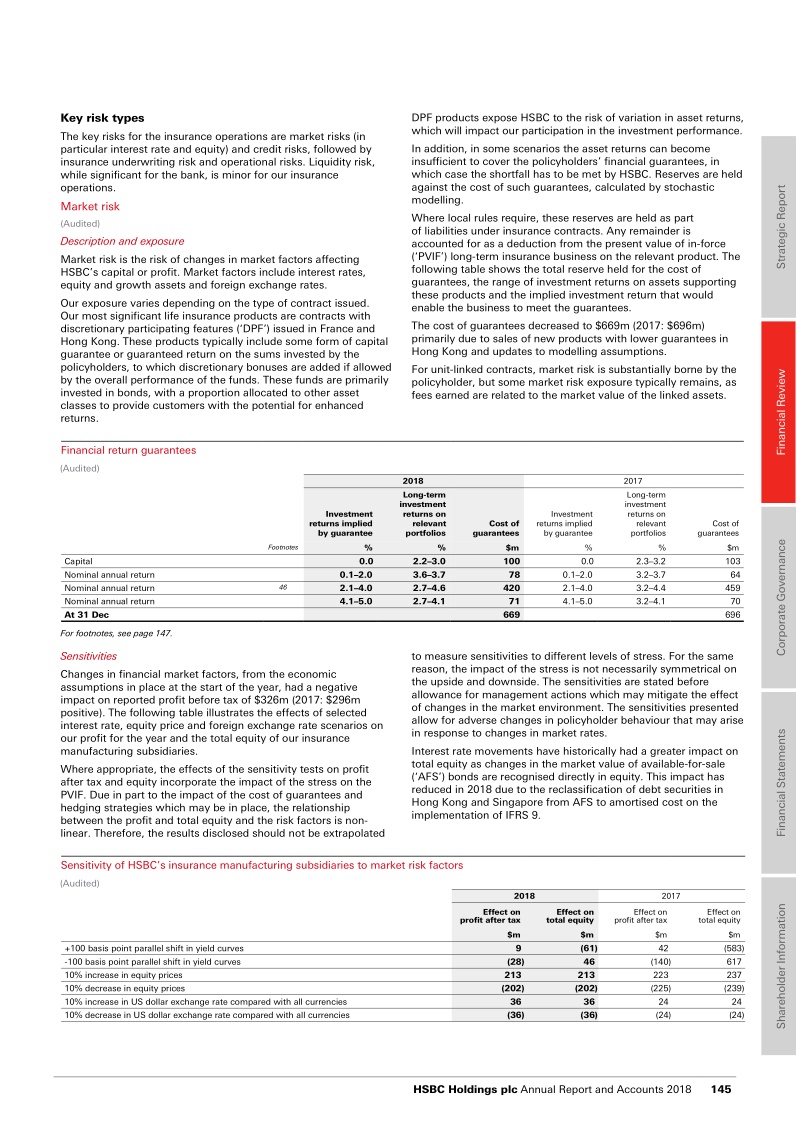 Key risk types
The key risks for the insurance operations are market risks (in
particular interest rate and equity) and credit risks, followed by
insurance underwriting risk and operational risks. Liquidity risk,
while significant for the bank, is minor for our insurance
operations.
Market risk
(Audited)
Description and exposure
Market risk is the risk of changes in market factors affecting
HSBC's capital or profit. Market factors include interest rates,
equity and growth assets and foreign exchange rates.
Our exposure varies depending on the type of contract issued.
Our most significant life insurance products are contracts with
discretionary participating features ('DPF') issued in France and
Hong Kong. These products typically include some form of capital
guarantee or guaranteed return on the sums invested by the
policyholders, to which discretionary bonuses are added if allowed
by the overall performance of the funds. These funds are primarily
invested in bonds, with a proportion allocated to other asset
classes to provide customers with the potential for enhanced
returns.
DPF products expose HSBC to the risk of variation in asset returns,
which will impact our participation in the investment performance.
In addition, in some scenarios the asset returns can become
insufficient to cover the policyholders' financial guarantees, in
which case the shortfall has to be met by HSBC. Reserves are held
against the cost of such guarantees, calculated by stochastic
modelling.
Where local rules require, these reserves are held as part
of liabilities under insurance contracts. Any remainder is
accounted for as a deduction from the present value of in-force
('PVIF') long-term insurance business on the relevant product. The
following table shows the total reserve held for the cost of
guarantees, the range of investment returns on assets supporting
these products and the implied investment return that would
enable the business to meet the guarantees.
The cost of guarantees decreased to $669m (2017: $696m)
primarily due to sales of new products with lower guarantees in
Hong Kong and updates to modelling assumptions.
For unit-linked contracts, market risk is substantially borne by the
policyholder, but some market risk exposure typically remains, as
fees earned are related to the market value of the linked assets.
Financial return guarantees
(Audited)
2018 2017
Investment returns implied by guarantee Long-term investment returns on relevant portfolios Cost of guarantees Investment returns implied by guarantee Long-term investment returns on relevant portfolios Cost of guarantees
Footnotes % % $m % % $m
Capital 0.0 2.2–3.0 100 0.0 2.3–3.2 103
Nominal annual return 0.1–2.0 3.6–3.7 78 0.1–2.0 3.2–3.7 64
Nominal annual return 46 2.1–4.0 2.7–4.6 420 2.1–4.0 3.2–4.4 459
Nominal annual return 4.1–5.0 2.7–4.1 71 4.1–5.0 3.2–4.1 70
At 31 Dec 669 696
For footnotes, see page 147.
Sensitivities
Changes in financial market factors, from the economic
assumptions in place at the start of the year, had a negative
impact on reported profit before tax of $326m (2017: $296m
positive). The following table illustrates the effects of selected
interest rate, equity price and foreign exchange rate scenarios on
our profit for the year and the total equity of our insurance
manufacturing subsidiaries.
Where appropriate, the effects of the sensitivity tests on profit
after tax and equity incorporate the impact of the stress on the
PVIF. Due in part to the impact of the cost of guarantees and
hedging strategies which may be in place, the relationship
between the profit and total equity and the risk factors is non-
linear. Therefore, the results disclosed should not be extrapolated
to measure sensitivities to different levels of stress. For the same
reason, the impact of the stress is not necessarily symmetrical on
the upside and downside. The sensitivities are stated before
allowance for management actions which may mitigate the effect
of changes in the market environment. The sensitivities presented
allow for adverse changes in policyholder behaviour that may arise
in response to changes in market rates.
Interest rate movements have historically had a greater impact on
total equity as changes in the market value of available-for-sale
('AFS') bonds are recognised directly in equity. This impact has
reduced in 2018 due to the reclassification of debt securities in
Hong Kong and Singapore from AFS to amortised cost on the
implementation of IFRS 9.
Sensitivity of HSBC's insurance manufacturing subsidiaries to market risk factors
(Audited)
2018 2017
Effect on profit after tax Effect on total equity Effect on profit after tax Effect on total equity
$m $m $m $m
+100 basis point parallel shift in yield curves 9 (61) 42 (583)
-100 basis point parallel shift in yield curves (28) 46 (140) 617
10% increase in equity prices 213 213 223 237
10% decrease in equity prices (202) (202) (225) (239)
10% increase in US dollar exchange rate compared with all currencies 36 36 24 24
10% decrease in US dollar exchange rate compared with all currencies (36) (36) (24) (24)
HSBC Holdings plc Annual Report and Accounts 2018 145
Strategic Report
Financial Review
Corporate Governance
Financial Statements
Shareholder Information